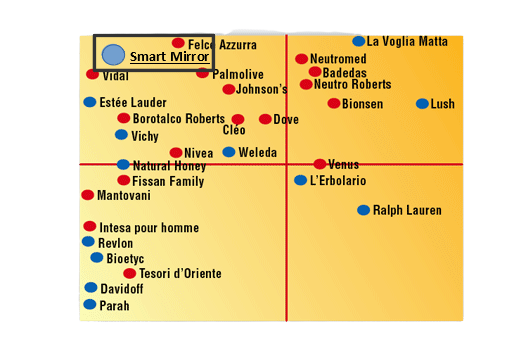 La Voglia Matta
Felce Azzurra
Smart Mirror
Neutromed
Vidal
Palmolive
Badedas
Johnson's
Neutro Roberts
Estée Lauder
Bionsen
Lush
Borotalco Roberts
Cléo
Dove
Vichy
Nivea
Weleda
Natural Honey
Venus
Fissan Family
L'Erbolario
Mantovani
Ralph Lauren
Intesa pour homme
Revlon
Bioetyc
Tesori d'Oriente
Davidoff
Parah